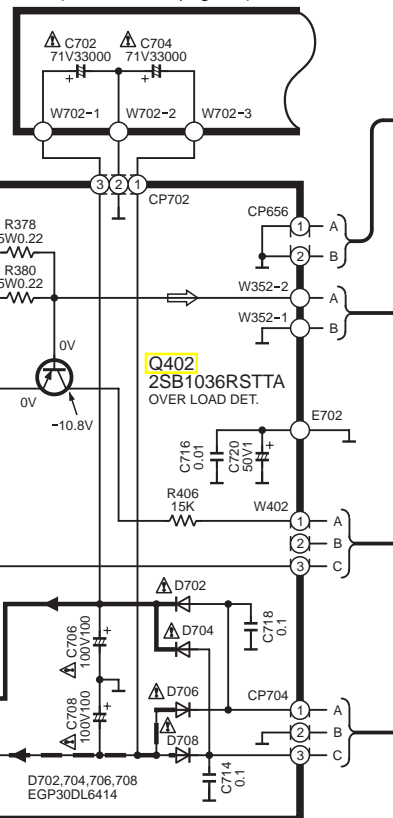 C702
71V33000
C704
71V33000
+
+
W702-1
W702-2
W702-3
3
2
1
CP702
R378
5W0.22
R380
5W0.22
CP656
1
A
2
B
W352-2
A
W352-1
B
0V
0V
-10.8V
Q402
2SB1036RSTTA
OVER LOAD DET.
E702
C716
0.01
C720
50V1
+
R406
15K
W402
1
A
2
B
3
C
D702
D704
C706
100V100
+
C718
0.1
D706
D708
C708
100V100
+
CP704
1
A
2
B
3
C
C714
0.1
D702,704,706,708
EGP30DL6414